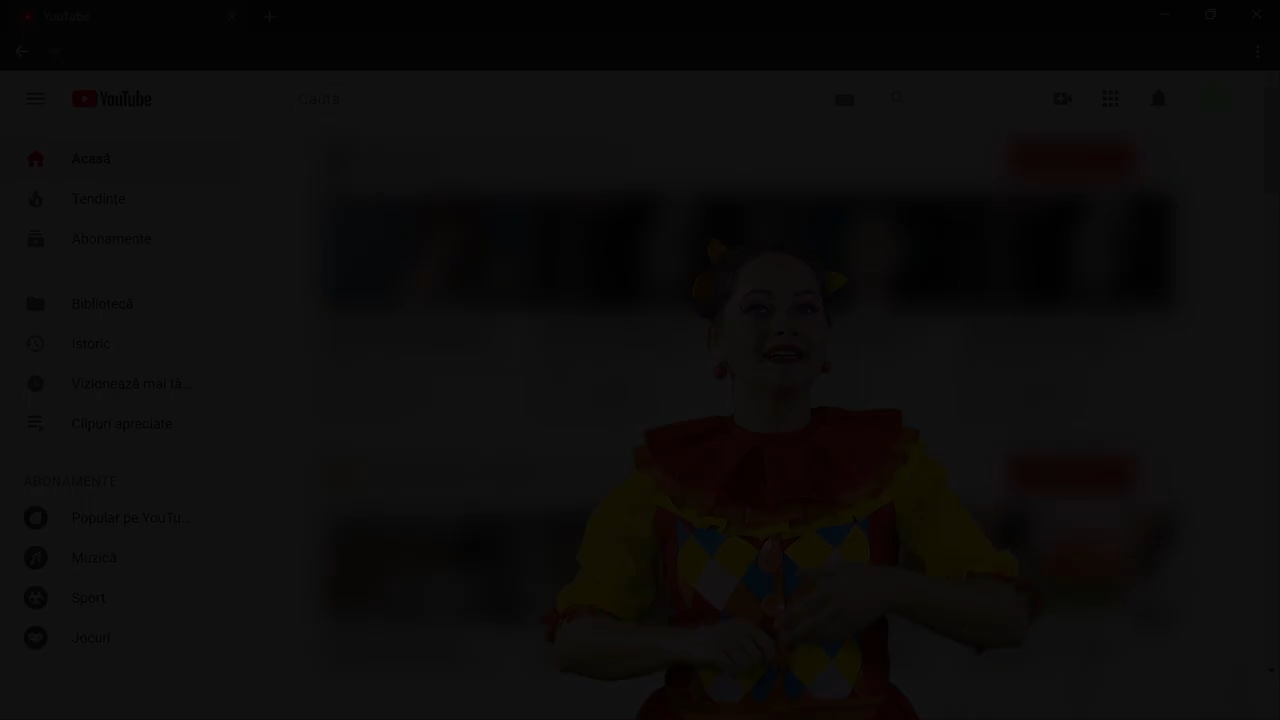 YouTube
YouTube
Caută
Acasă
Tendințe
Abonamente
Bibliotecă
Istoric
Vizionează mai tâ...
Clipuri apreciate
ABONAMENTE
Popular pe YouTu...
Muzică
Sport
Jocuri